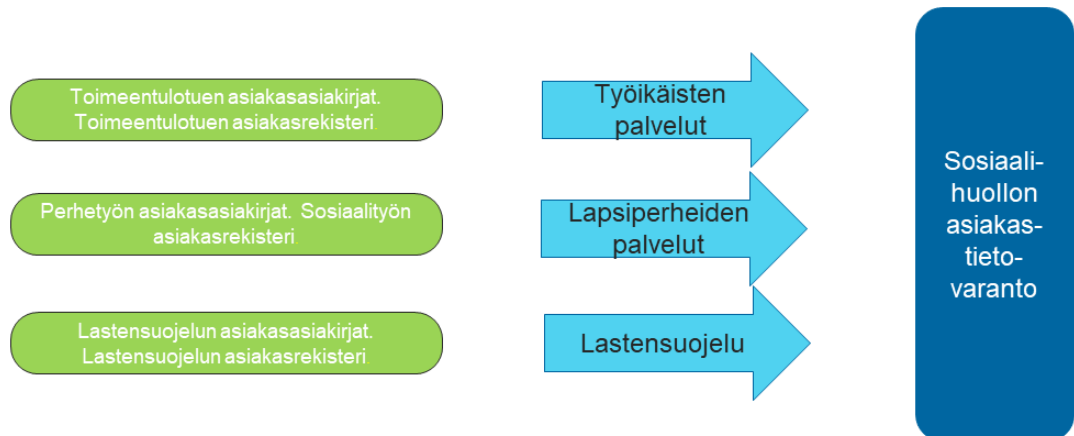 Toimeentulotuen asiakasasiakirjat.
Toimeentulotuen asiakasrekisteri.
Työikäisten
palvelut
Perhetyön asiakasasiakirjat. Sosiaalityön
asiakasrekisteri.
Lapsiperheiden
palvelut
Lastensuojelun asiakasasiakirjat.
Lastensuojelun asiakasrekisteri.
Lastensuojelu
Sosiaali-
huollon
asiakas-
tieto-
varanto